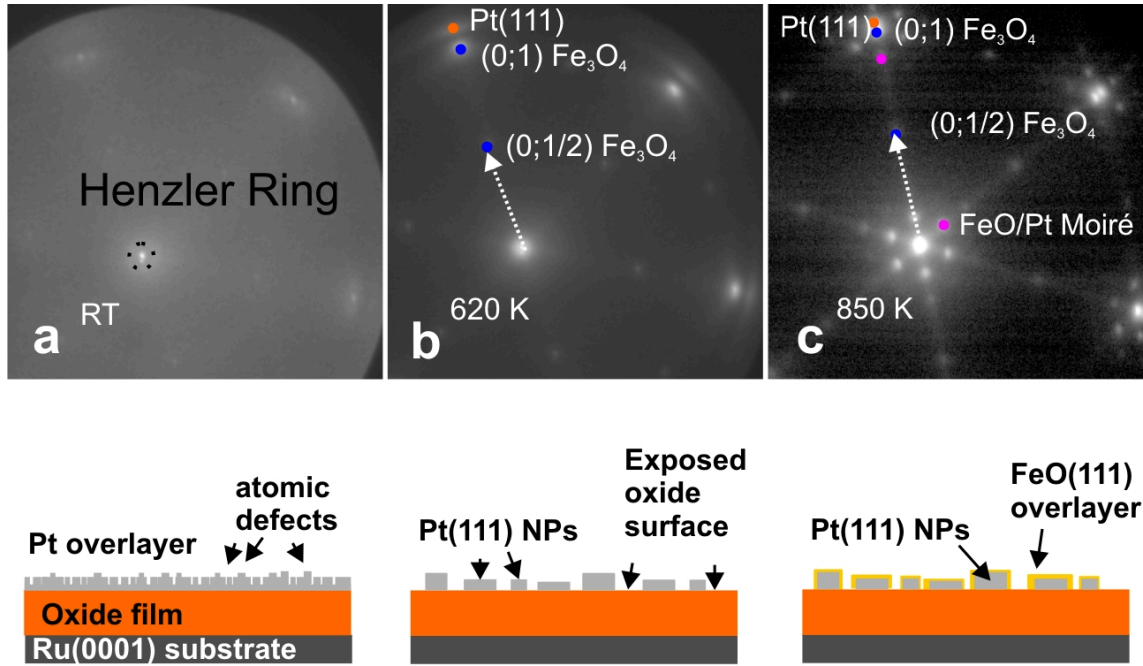 Henzler Ring
RT
a
Pt(111)
(0;1) Fe₃O₄
(0;1/2) Fe₃O₄
620 K
b
Pt(111)
(0;1) Fe₃O₄
(0;1/2) Fe₃O₄
FeO/Pt Moiré
850 K
c
atomic
defects
Pt overlayer
Oxide film
Ru(0001) substrate
Exposed
oxide
surface
Pt(111) NPs
FeO(111)
overlayer
Pt(111) NPs